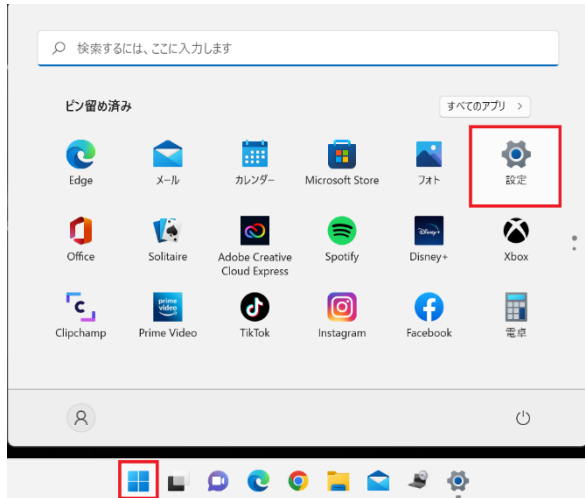 検索するには、ここに入力します
ピン留め済み
すべてのアプリ >
Edge
メール
カレンダー
Microsoft Store
フォト
設定
Office
Solitaire
Adobe Creative
Cloud Express
Spotify
Disney+
Xbox
prime
video
Clipchamp
Prime Video
TikTok
Instagram
Facebook
電卓